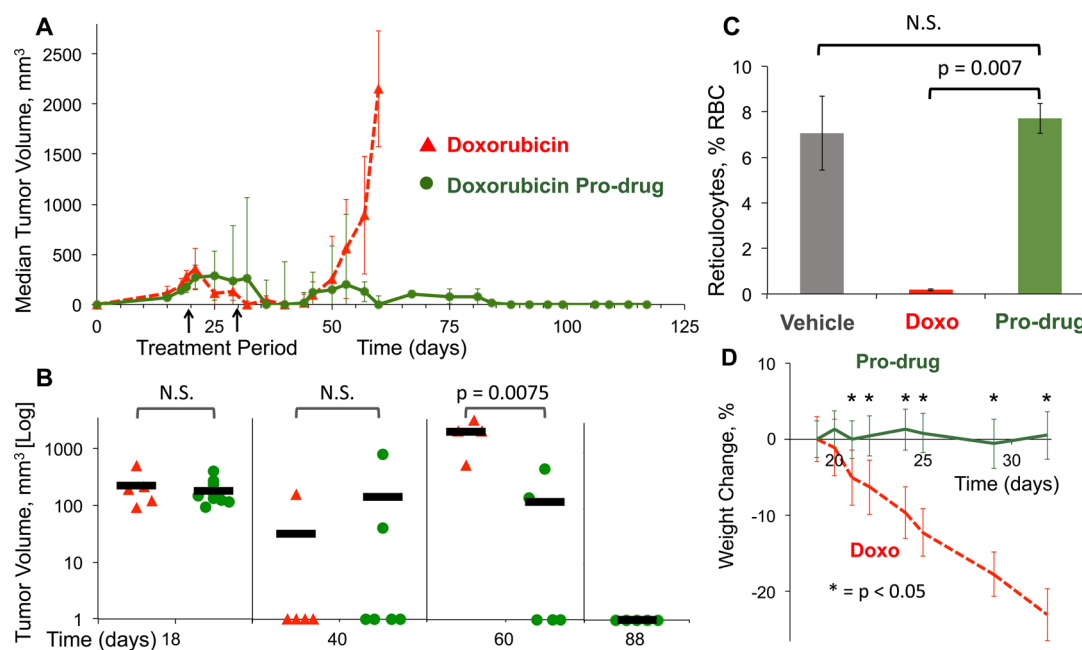 A
Median Tumor Volume, mm³
2500
2000
1500
1000
500
0
0
25
50
75
100
125
Treatment Period
Time (days)
Doxorubicin
Doxorubicin Pro-drug
B
Tumor Volume, mm³ [Log]
1000
100
10
1
N.S.
N.S.
p = 0.0075
Time (days) 18
40
60
88
C
N.S.
p = 0.007
Reticulocytes, % RBC
10
8
6
4
2
0
Vehicle
Doxo
Pro-drug
D
Pro-drug
Weight Change, %
10
0
-10
-20
* * * * * *
20
25
30
Time (days)
Doxo
* = p < 0.05